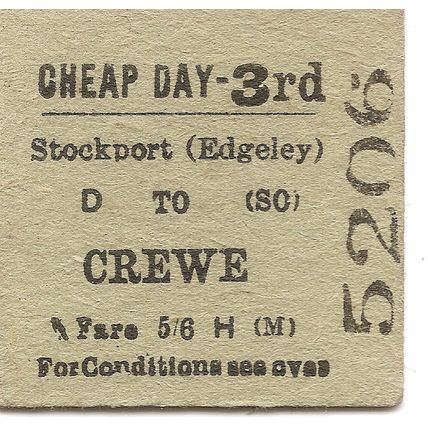 CHEAP DAY-3rd
Stockport (Edgeley)
D TO (SO)
CREWE
Fare 5/6 H (M)
For Conditions see over
5206